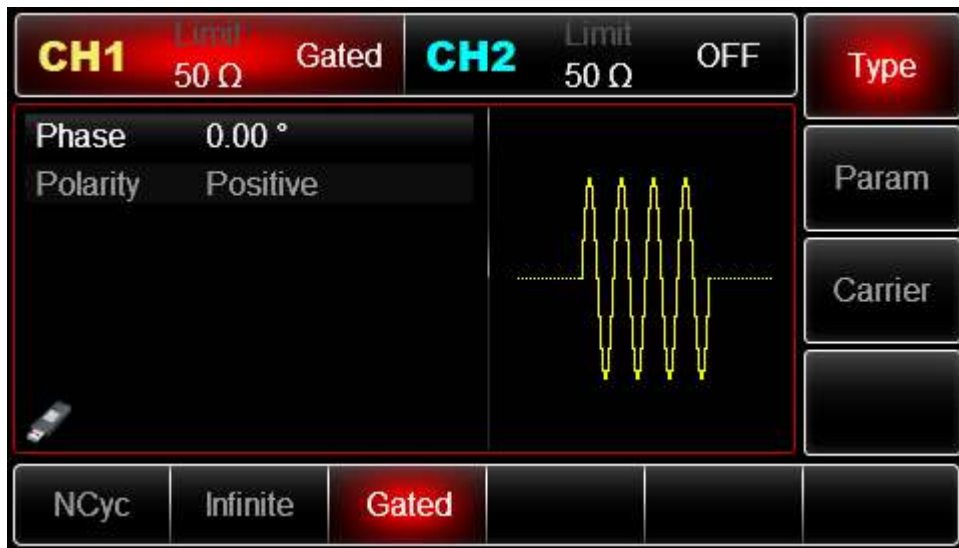 CH1 Limit 50 Ω Gated CH2 Limit 50 Ω OFF Type
Phase 0.00 °
Polarity Positive
Param
Carrier
NCyc Infinite Gated